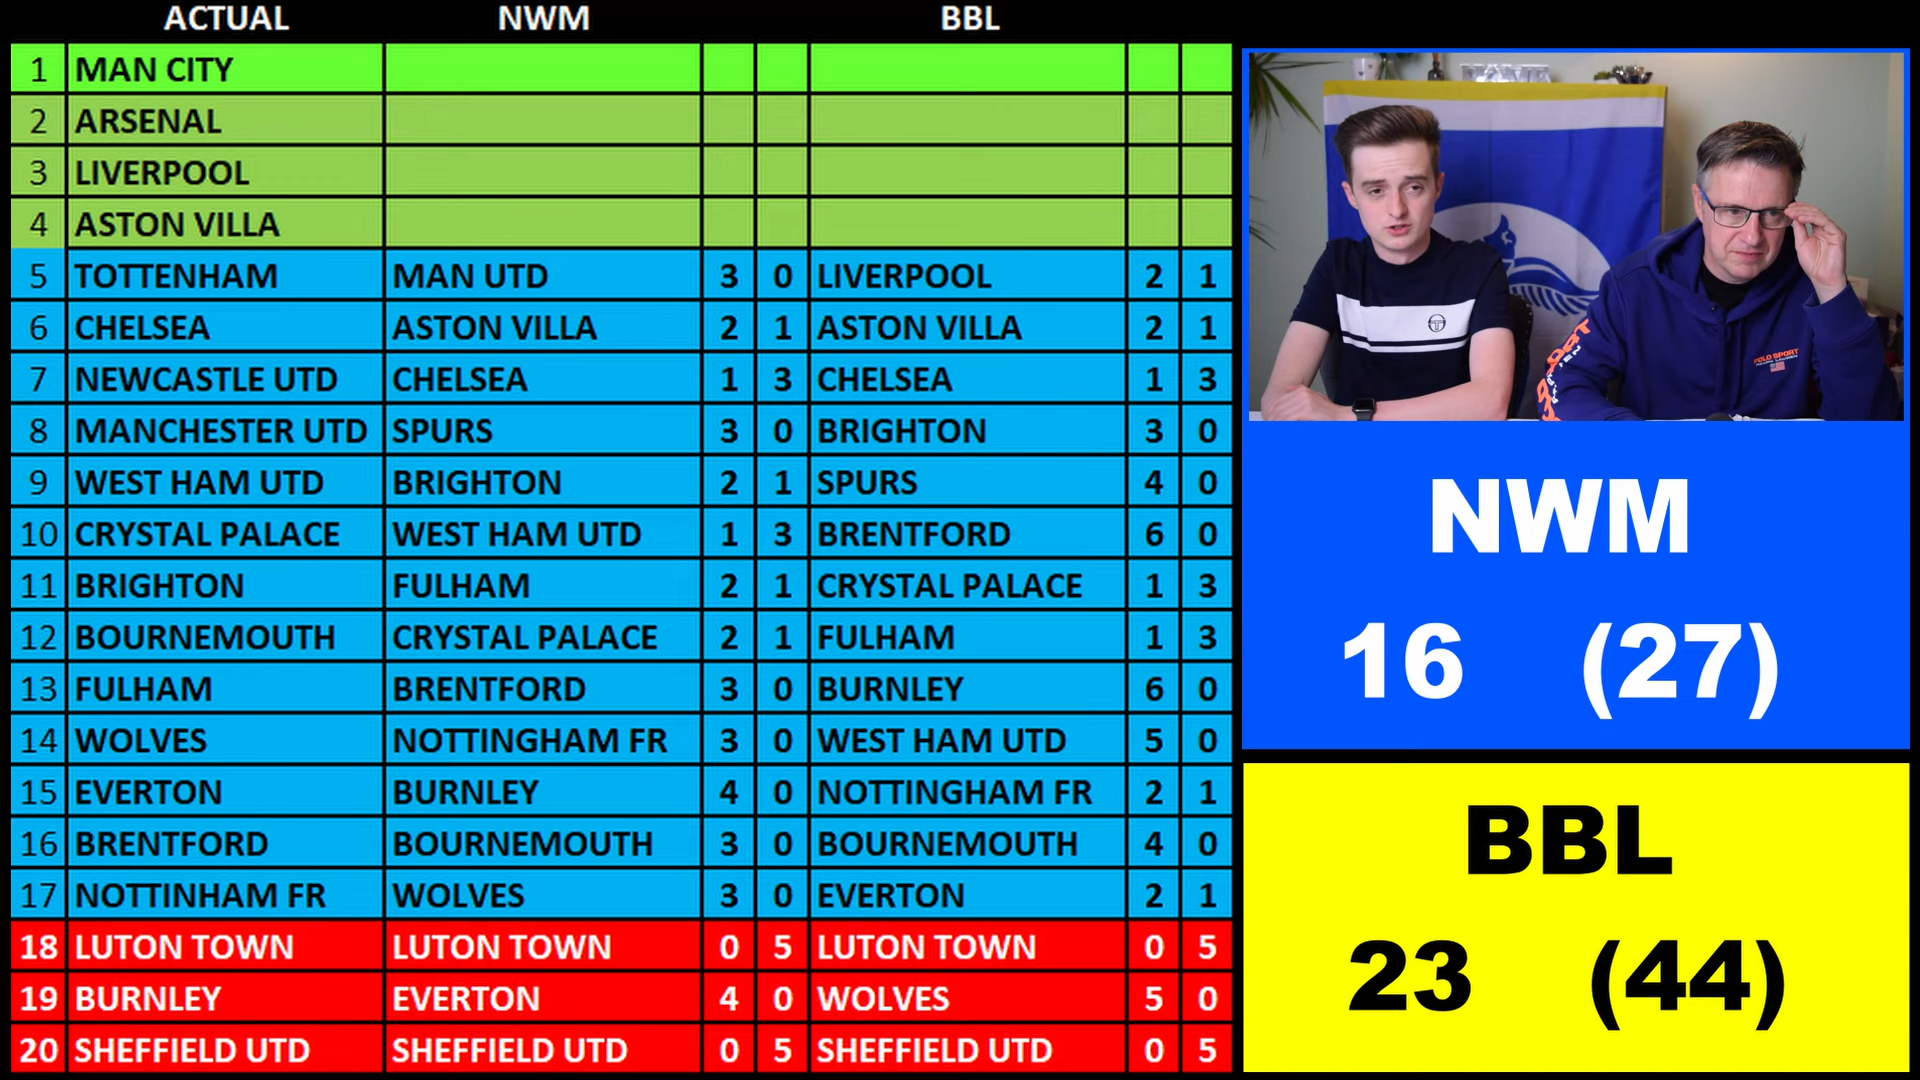 ACTUAL NWM BBL
1 MAN CITY
2 ARSENAL
3 LIVERPOOL
4 ASTON VILLA
5 TOTTENHAM MAN UTD 3 0 LIVERPOOL 2 1
6 CHELSEA ASTON VILLA 2 1 ASTON VILLA 2 1
7 NEWCASTLE UTD CHELSEA 1 3 CHELSEA 1 3
8 MANCHESTER UTD SPURS 3 0 BRIGHTON 3 0
9 WEST HAM UTD BRIGHTON 2 1 SPURS 4 0
10 CRYSTAL PALACE WEST HAM UTD 1 3 BRENTFORD 6 0
11 BRIGHTON FULHAM 2 1 CRYSTAL PALACE 1 3
12 BOURNEMOUTH CRYSTAL PALACE 2 1 FULHAM 1 3
13 FULHAM BRENTFORD 3 0 BURNLEY 6 0
14 WOLVES NOTTINGHAM FR 3 0 WEST HAM UTD 5 0
15 EVERTON BURNLEY 4 0 NOTTINGHAM FR 2 1
16 BRENTFORD BOURNEMOUTH 3 0 BOURNEMOUTH 4 0
17 NOTTINHAM FR WOLVES 3 0 EVERTON 2 1
18 LUTON TOWN LUTON TOWN 0 5 LUTON TOWN 0 5
19 BURNLEY EVERTON 4 0 WOLVES 5 0
20 SHEFFIELD UTD SHEFFIELD UTD 0 5 SHEFFIELD UTD 0 5
POLO SPORT
NWM
16 (27)
BBL
23 (44)